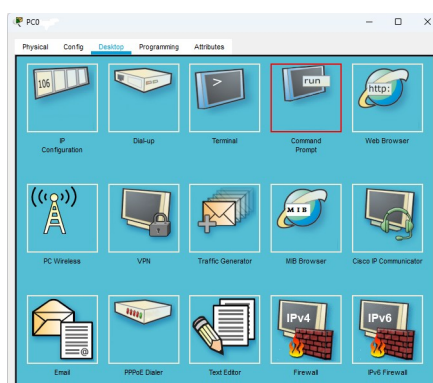 PC0
Physical Config Desktop Programming Attributes
106
>
run
http:
IP
Configuration
Dial-up
Terminal
Command
Prompt
Web Browser
MIB
PC Wireless
VPN
Traffic Generator
MIB Browser
Cisco IP Communicator
@
IPv4
IPv6
Email
PPPoE Dialer
Text Editor
Firewall
IPv6 Firewall